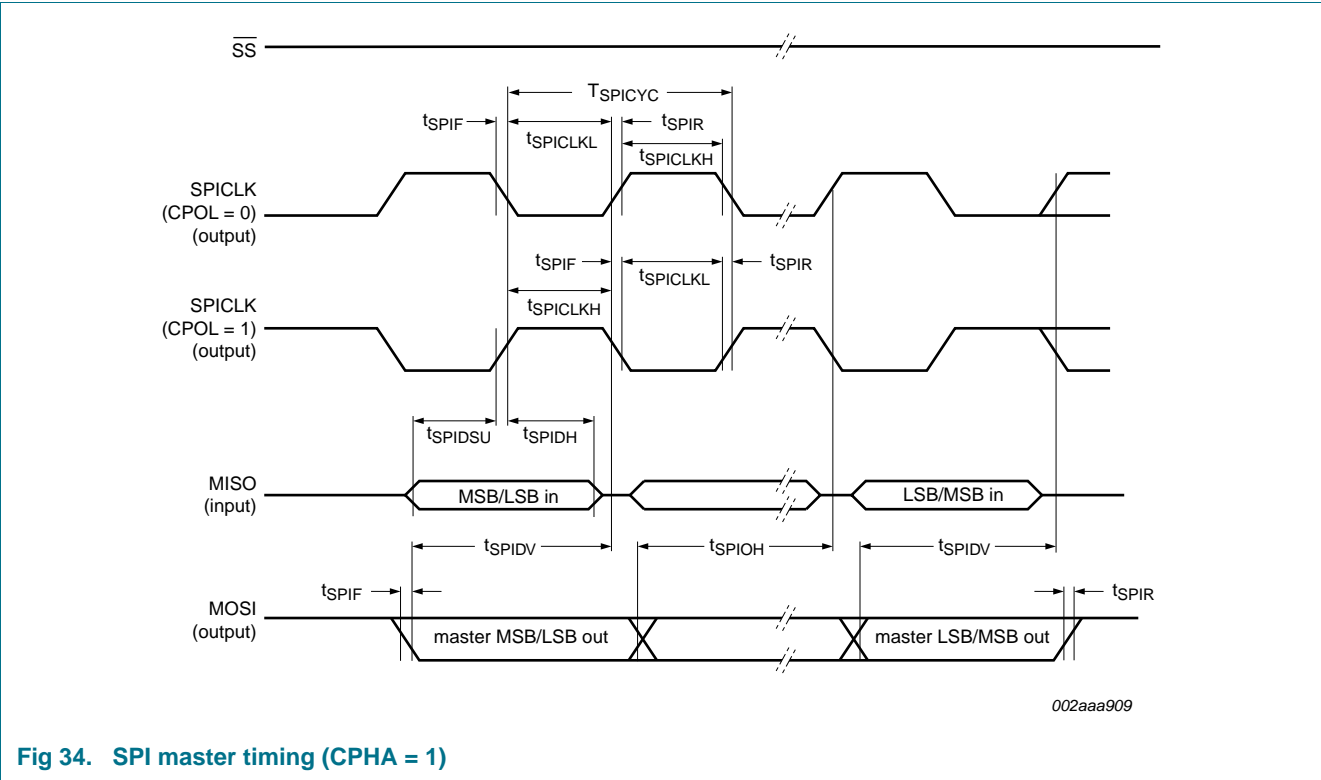 SS
TSPICYC
tSPIF
tSPICLKL
tSPIR
tSPICLKH
SPICLK
(CPOL = 0)
(output)
tSPIF
tSPICLKL
tSPIR
tSPICLKH
SPICLK
(CPOL = 1)
(output)
tSPIDSU
tSPIDH
MISO
(input)
MSB/LSB in
LSB/MSB in
tSPIDV
tSPIOH
tSPIDV
tSPIF
tSPIR
MOSI
(output)
master MSB/LSB out
master LSB/MSB out
002aaa909
Fig 34. SPI master timing (CPHA = 1)